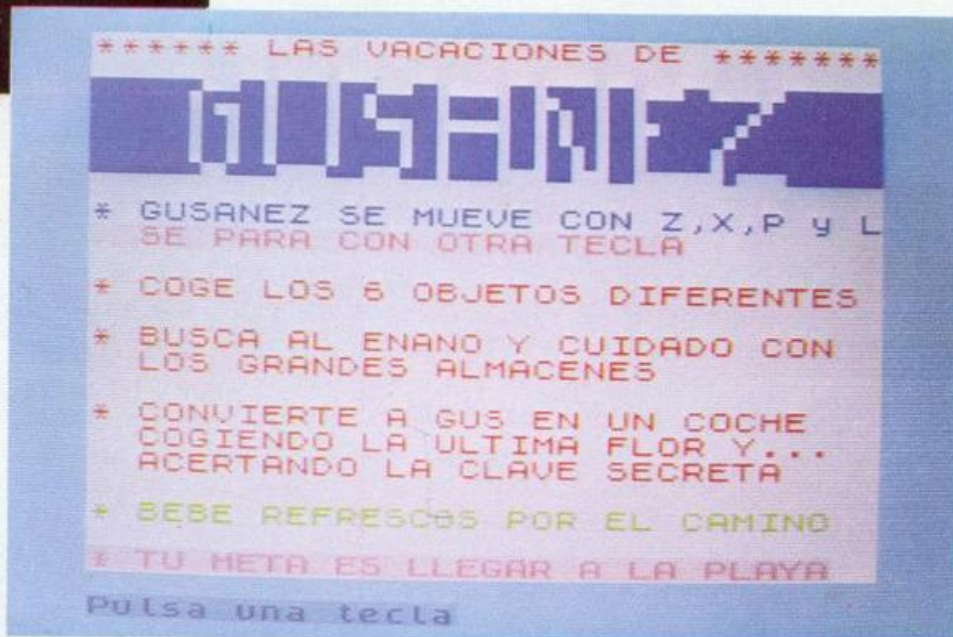 ****** LAS VACACIONES DE *******
GUSANEZ
* GUSANEZ SE MUEVE CON Z,X,P y L
SE PARA CON OTRA TECLA
* COGE LOS 6 OBJETOS DIFERENTES
* BUSCA AL ENANO Y CUIDADO CON
LOS GRANDES ALMACENES
* CONVIERTE A GUS EN UN COCHE
COGIENDO LA ULTIMA FLOR Y...
ACERTANDO LA CLAVE SECRETA
* BEBE REFRESCOS POR EL CAMINO
* TU META ES LLEGAR A LA PLAYA
Pulsa una tecla